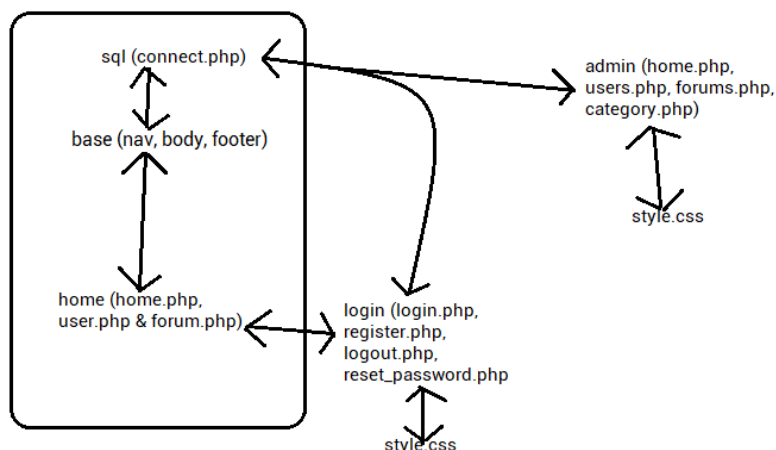 sql (connect.php)
base (nav, body, footer)
home (home.php,
user.php & forum.php)
login (login.php,
register.php,
logout.php,
reset_password.php
style.css
admin (home.php,
users.php, forums.php,
category.php)
style.css